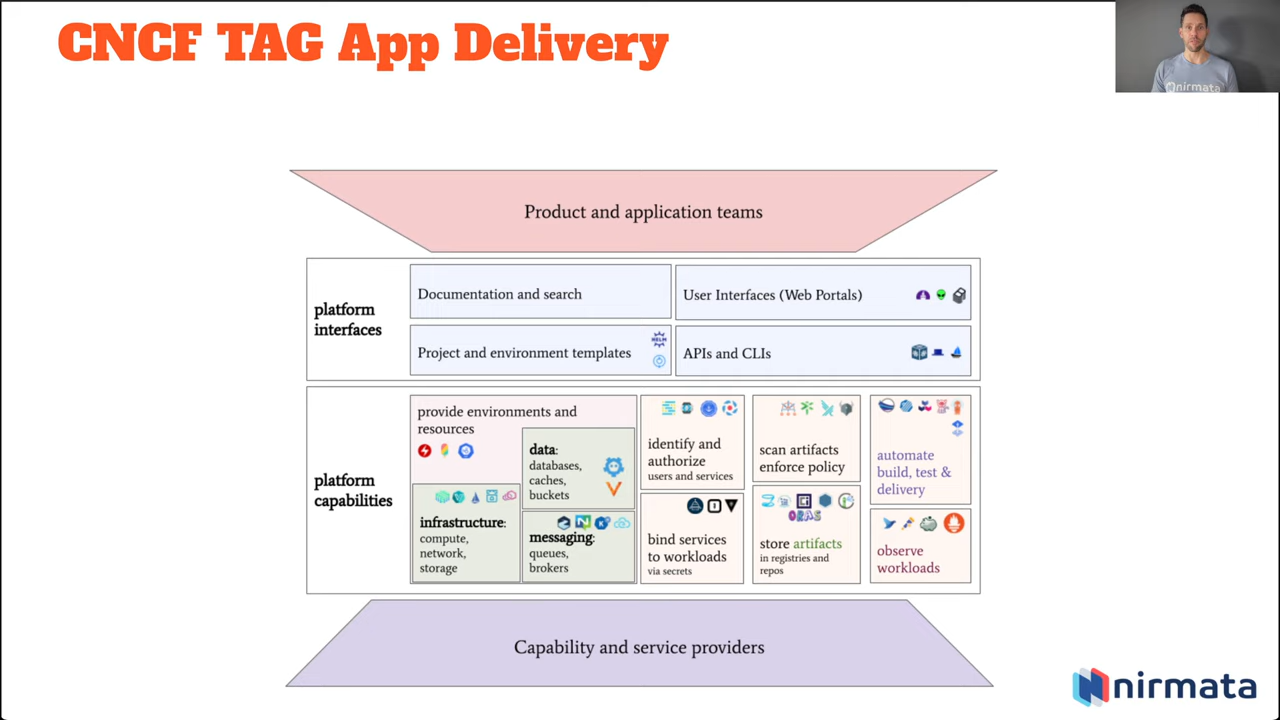 CNCF TAG App Delivery
nirmata
Product and application teams
platform
interfaces
Documentation and search
User Interfaces (Web Portals)
Project and environment templates
HELM
APIs and CLIs
platform
capabilities
provide environments and
resources
data:
databases,
caches,
buckets
infrastructure:
compute,
network,
storage
messaging:
queues,
brokers
identify and
authorize
users and services
bind services
to workloads
via secrets
scan artifacts
enforce policy
ORAS
store artifacts
in registries and
repos
automate
build, test &
delivery
observe
workloads
Capability and service providers
nirmata